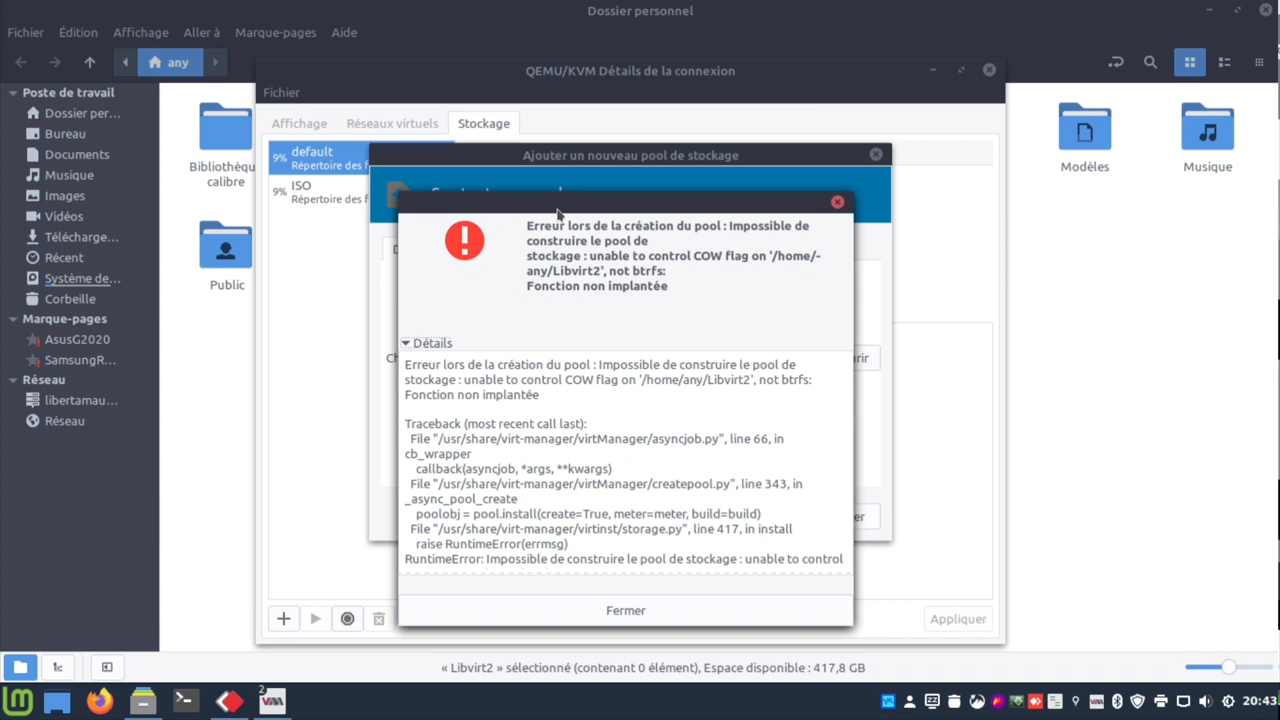 Dossier personnel
Fichier Édition Affichage Aller à Marque-pages Aide
any
QEMU/KVM Détails de la connexion
Fichier
Affichage Réseaux virtuels Stockage
Poste de travail
Dossier per...
Bureau
Documents
Musique
Images
Vidéos
Télécharge...
Récent
Système de...
Corbeille
Marque-pages
AsusG2020
SamsungR...
Réseau
libertamau...
Réseau
Bibliothèqu
calibre
Public
Modèles
Musique
9% default
Répertoire des f
9% ISO
Répertoire des f
Ajouter un nouveau pool de stockage
Erreur lors de la création du pool : Impossible de
construire le pool de
stockage : unable to control COW flag on '/home/-
any/Libvirt2', not btrfs:
Fonction non implantée
Détails
Erreur lors de la création du pool : Impossible de construire le pool de
stockage : unable to control COW flag on '/home/any/Libvirt2', not btrfs:
Fonction non implantée
Traceback (most recent call last):
File "/usr/share/virt-manager/virtManager/asyncjob.py", line 66, in
cb_wrapper
callback(asyncjob, *args, **kwargs)
File "/usr/share/virt-manager/virtManager/createpool.py", line 343, in
_async_pool_create
poolobj = pool.install(create=True, meter=meter, build=build)
File "/usr/share/virt-manager/virtinst/storage.py", line 417, in install
raise RuntimeError(errmsg)
RuntimeError: Impossible de construire le pool de stockage : unable to control
Fermer
Appliquer
« Libvirt2 » sélectionné (contenant 0 élément), Espace disponible : 417,8 GB
2
20:43